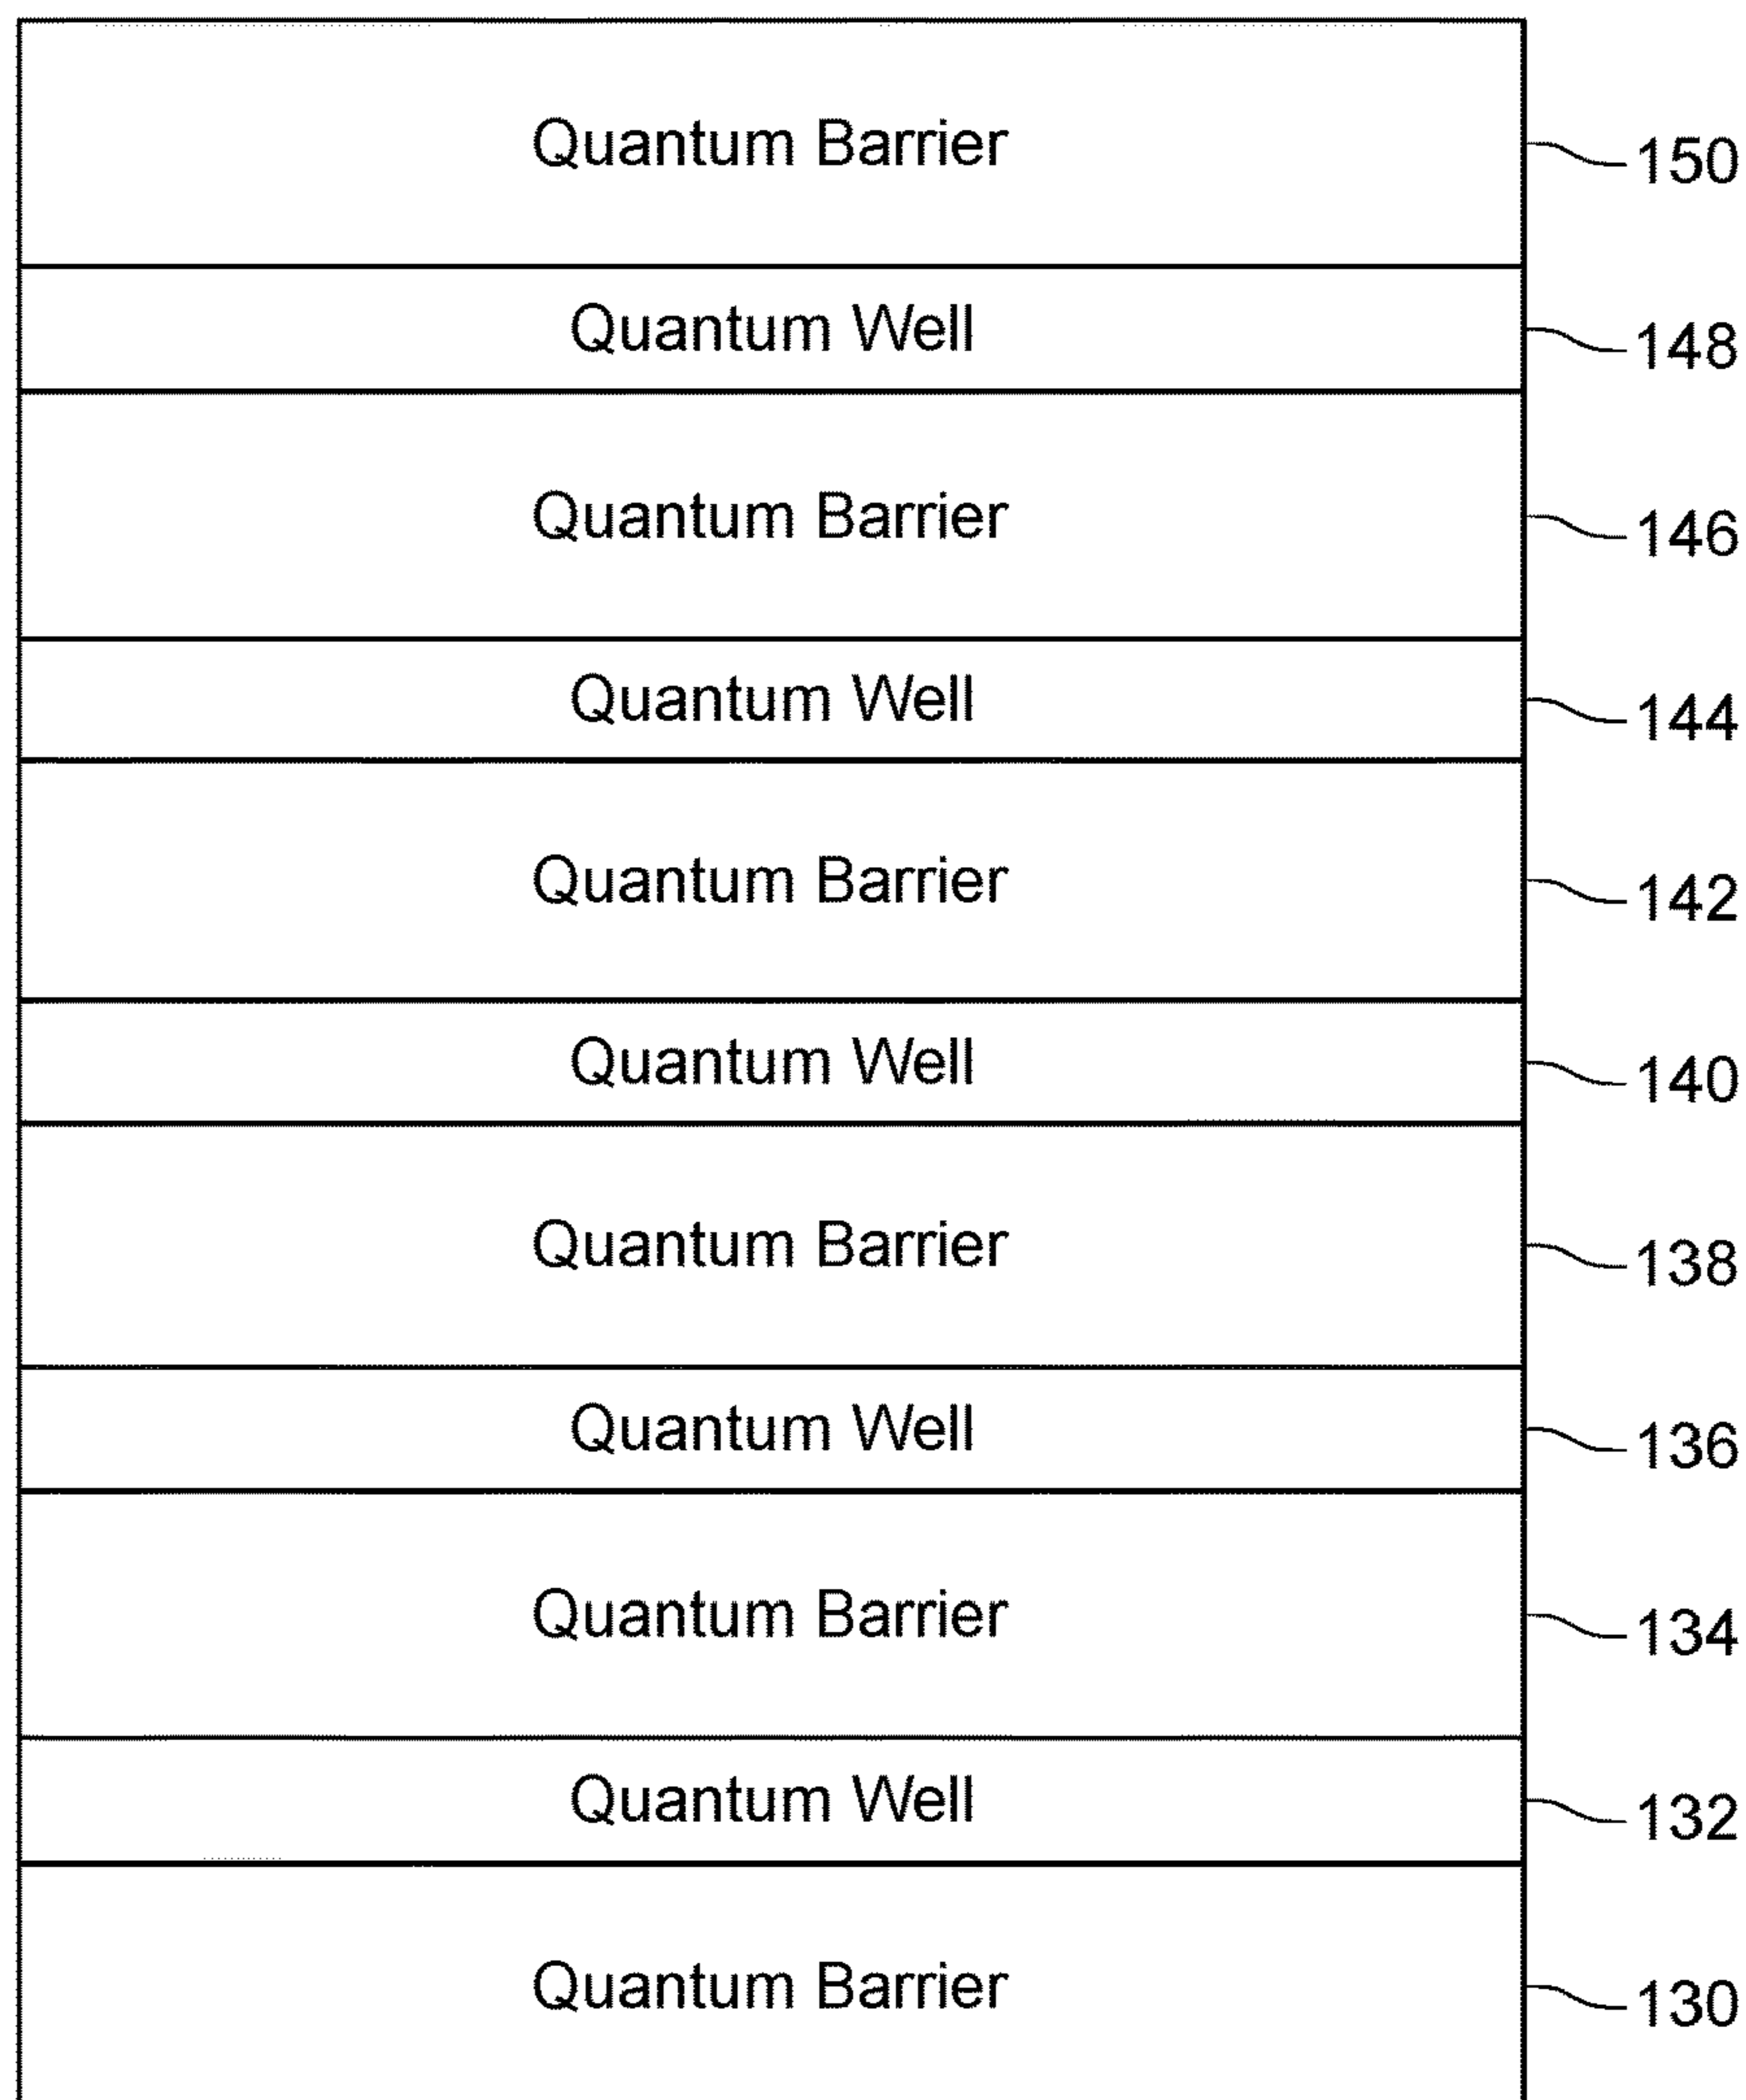 Quantum Barrier 150
Quantum Well 148
Quantum Barrier 146
Quantum Well 144
Quantum Barrier 142
Quantum Well 140
Quantum Barrier 138
Quantum Well 136
Quantum Barrier 134
Quantum Well 132
Quantum Barrier 130